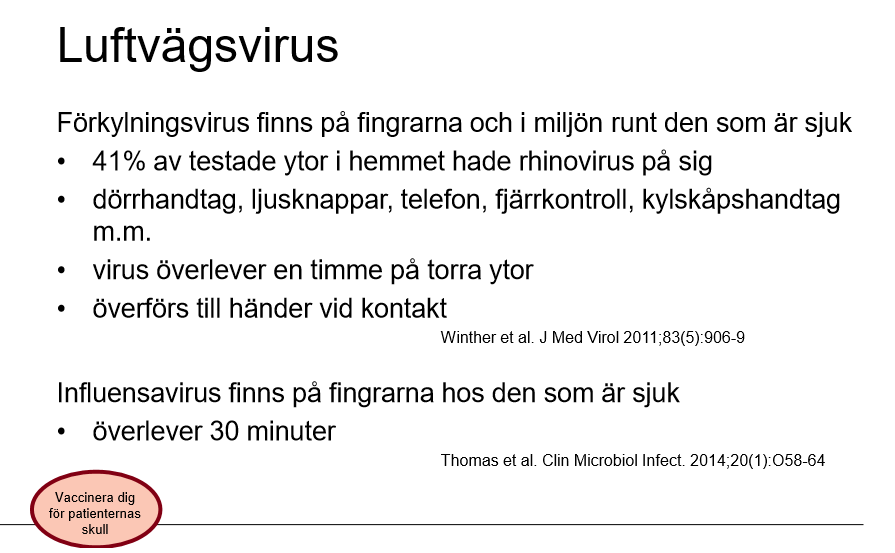 Luftvägsvirus
Förkylningsvirus finns på fingrarna och i miljön runt den som är sjuk
• 41% av testade ytor i hemmet hade rhinovirus på sig
• dörrhandtag, ljusknappar, telefon, fjärrkontroll, kylskåpshandtag
m.m.
• virus överlever en timme på torra ytor
• överförs till händer vid kontakt
Winther et al. J Med Virol 2011;83(5):906-9
Influensavirus finns på fingrarna hos den som är sjuk
• överlever 30 minuter
Thomas et al. Clin Microbiol Infect. 2014;20(1):O58-64
Vaccinera dig
för patienternas
skull